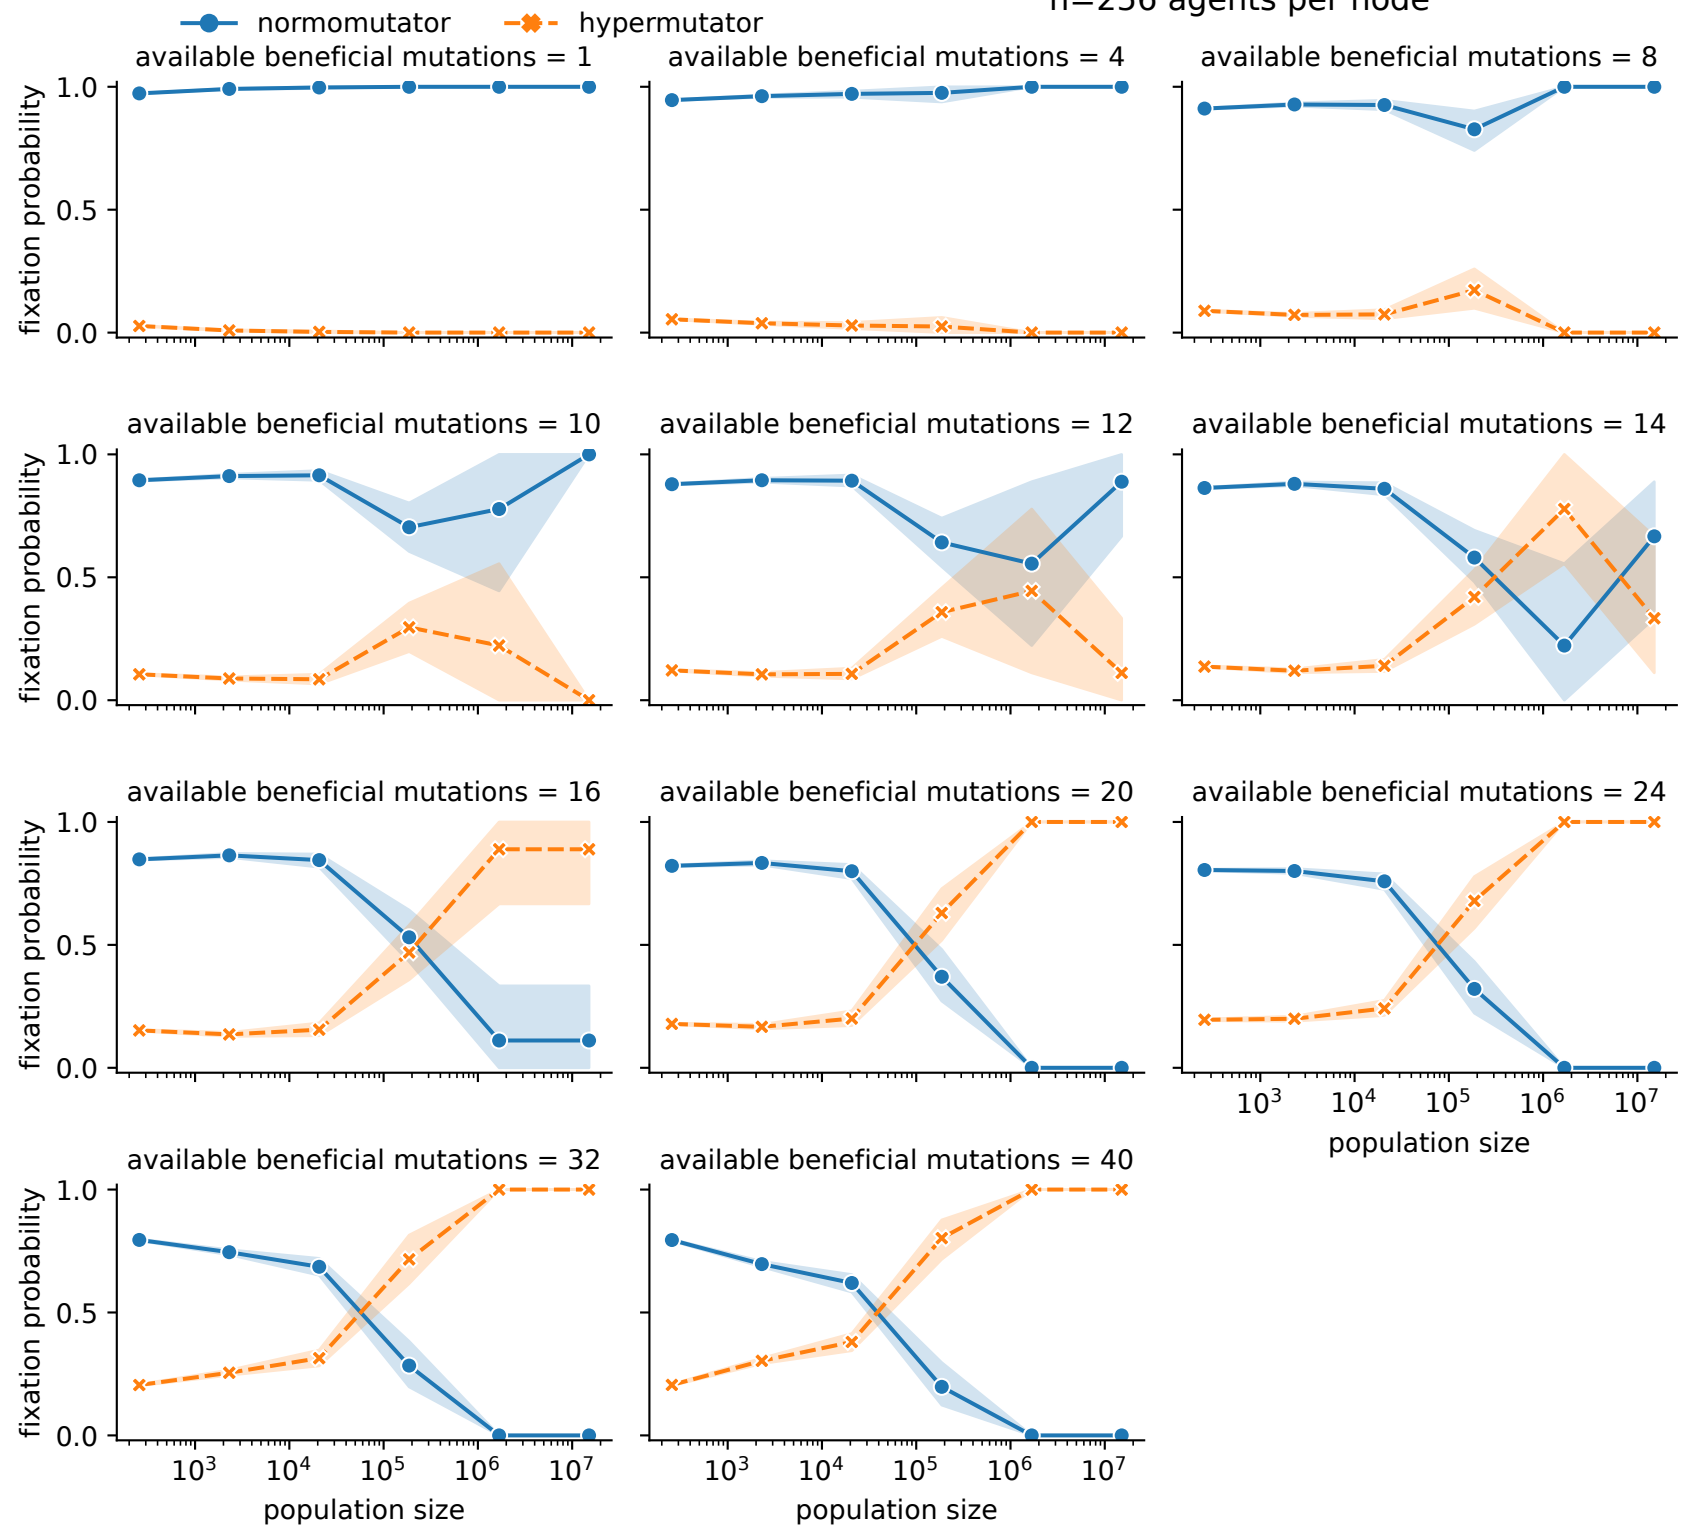 n=256 agents per node
normomutator hypermutator
available beneficial mutations = 1
available beneficial mutations = 4
available beneficial mutations = 8
fixation probability
1.0
0.5
0.0
available beneficial mutations = 10
available beneficial mutations = 12
available beneficial mutations = 14
fixation probability
1.0
0.5
0.0
available beneficial mutations = 16
available beneficial mutations = 20
available beneficial mutations = 24
fixation probability
1.0
0.5
0.0
10³ 10⁴ 10⁵ 10⁶ 10⁷
population size
available beneficial mutations = 32
available beneficial mutations = 40
fixation probability
1.0
0.5
0.0
10³ 10⁴ 10⁵ 10⁶ 10⁷
population size
10³ 10⁴ 10⁵ 10⁶ 10⁷
population size